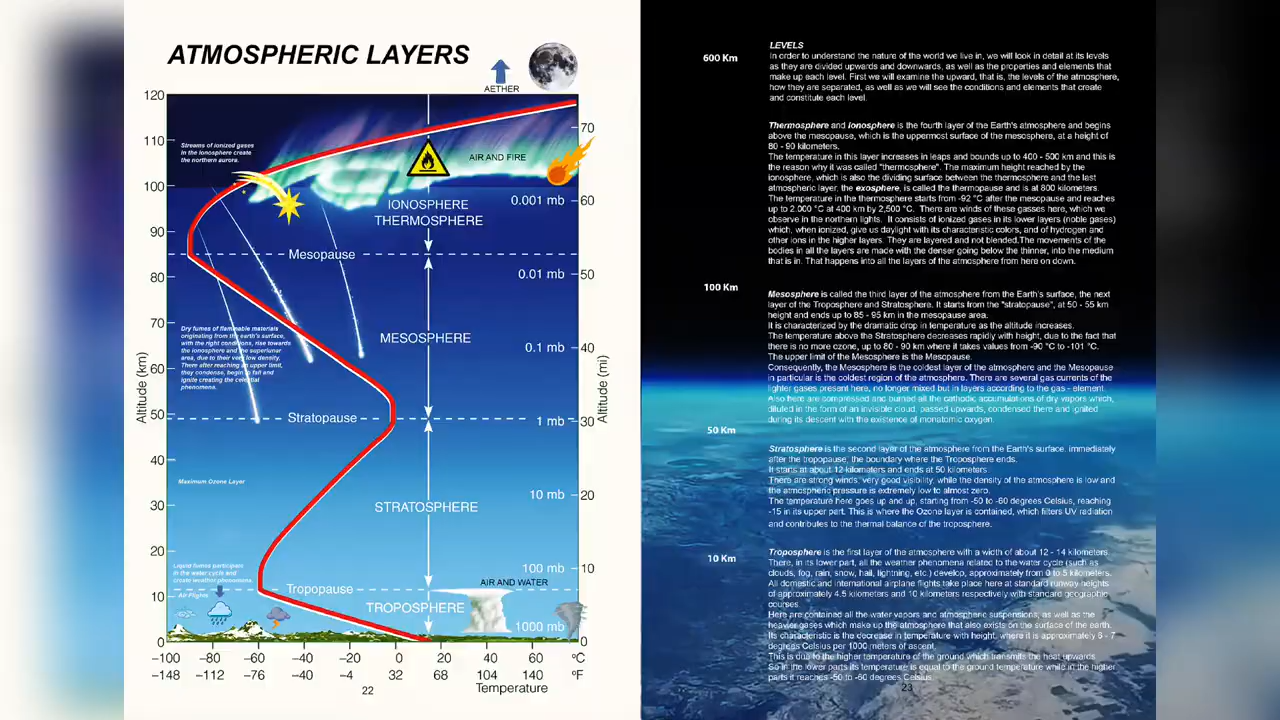 ATMOSPHERIC LAYERS
AETHER
120
110
100
90
80
70
60
50
40
30
20
10
0
Altitude (km)
Streams of ionized gases
in the Ionosphere create
the northern aurora.
AIR AND FIRE
IONOSPHERE
THERMOSPHERE
0.001 mb
Mesopause
0.01 mb
MESOSPHERE
0.1 mb
Dry fumes of flammable materials
originating from the earth's surface,
with the right conditions, rise towards
the ionosphere and the superlunar
area, due to their very low density.
There after reaching an upper limit,
they condense, begin to fall and
ignite creating the celestial
phenomena.
Stratopause
1 mb
Maximum Ozone Layer
10 mb
STRATOSPHERE
100 mb
Liquid fumes participate
in the water cycle and
create weather phenomena.
Air Flights
AIR AND WATER
Tropopause
TROPOSPHERE
1000 mb
70
60
50
40
30
20
10
0
Altitude (mi)
–100 –80 –60 –40 –20 0 20 40 60 ºC
–148 –112 –76 –40 –4 32 68 104 140 ºF
Temperature
22
600 Km
LEVELS
In order to understand the nature of the world we live in, we will look in detail at its levels
as they are divided upwards and downwards, as well as the properties and elements that
make up each level. First we will examine the upward, that is, the levels of the atmosphere,
how they are separated, as well as we will see the conditions and elements that create
and constitute each level.
Thermosphere and Ionosphere is the fourth layer of the Earth's atmosphere and begins
above the mesopause, which is the uppermost surface of the mesosphere, at a height of
80 - 90 kilometers.
The temperature in this layer increases in leaps and bounds up to 400 - 500 km and this is
the reason why it was called "thermosphere". The maximum height reached by the
ionosphere, which is also the dividing surface between the thermosphere and the last
atmospheric layer, the exosphere, is called the thermopause and is at 800 kilometers.
The temperature in the thermosphere starts from -92 °C after the mesopause and reaches
up to 2,000 °C at 400 km by 2,500 °C. There are winds of these gasses here, which we
observe in the northern lights. It consists of ionized gases in its lower layers (noble gases)
which, when ionized, give us daylight with its characteristic colors, and of hydrogen and
other ions in the higher layers. They are layered and not blended.The movements of the
bodies in all the layers are made with the denser going below the thinner, into the medium
that is in. That happens into all the layers of the atmosphere from here on down.
100 Km
Mesosphere is called the third layer of the atmosphere from the Earth's surface, the next
layer of the Troposphere and Stratosphere. It starts from the "stratopause", at 50 - 55 km
height and ends up to 85 - 95 km in the mesopause area.
It is characterized by the dramatic drop in temperature as the altitude increases.
The temperature above the Stratosphere decreases rapidly with height, due to the fact that
there is no more ozone, up to 80 - 90 km where it takes values from -90 °C to -101 °C.
The upper limit of the Mesosphere is the Mesopause.
Consequently, the Mesosphere is the coldest layer of the atmosphere and the Mesopause
in particular is the coldest region of the atmosphere. There are several gas currents of the
lighter gases present here, no longer mixed but in layers according to the gas - element.
Also here are compressed and burned all the cathodic accumulations of dry vapors which,
diluted in the form of an invisible cloud, passed upwards, condensed there and ignited
during its descent with the existence of monatomic oxygen.
50 Km
Stratosphere is the second layer of the atmosphere from the Earth's surface, immediately
after the tropopause, the boundary where the Troposphere ends.
It starts at about 12 kilometers and ends at 50 kilometers.
There are strong winds, very good visibility, while the density of the atmosphere is low and
the atmospheric pressure is extremely low to almost zero.
The temperature here goes up and up, starting from -50 to -60 degrees Celsius, reaching
-15 in its upper part. This is where the Ozone layer is contained, which filters UV radiation
and contributes to the thermal balance of the troposphere.
10 Km
Troposphere is the first layer of the atmosphere with a width of about 12 - 14 kilometers.
There, in its lower part, all the weather phenomena related to the water cycle (such as
clouds, fog, rain, snow, hail, lightning, etc.) develop, approximately from 0 to 5 kilometers.
All domestic and international airplane flights take place here at standard runway heights
of approximately 4.5 kilometers and 10 kilometers respectively with standard geographic
courses.
Here are contained all the water vapors and atmospheric suspensions, as well as the
heavier gases which make up the atmosphere that also exists on the surface of the earth.
Its characteristic is the decrease in temperature with height, where it is approximately 6 - 7
degrees Celsius per 1000 meters of ascent.
This is due to the higher temperature of the ground which transmits the heat upwards.
So in the lower parts its temperature is equal to the ground temperature while in the higher
parts it reaches -50 to -60 degrees Celsius.
23